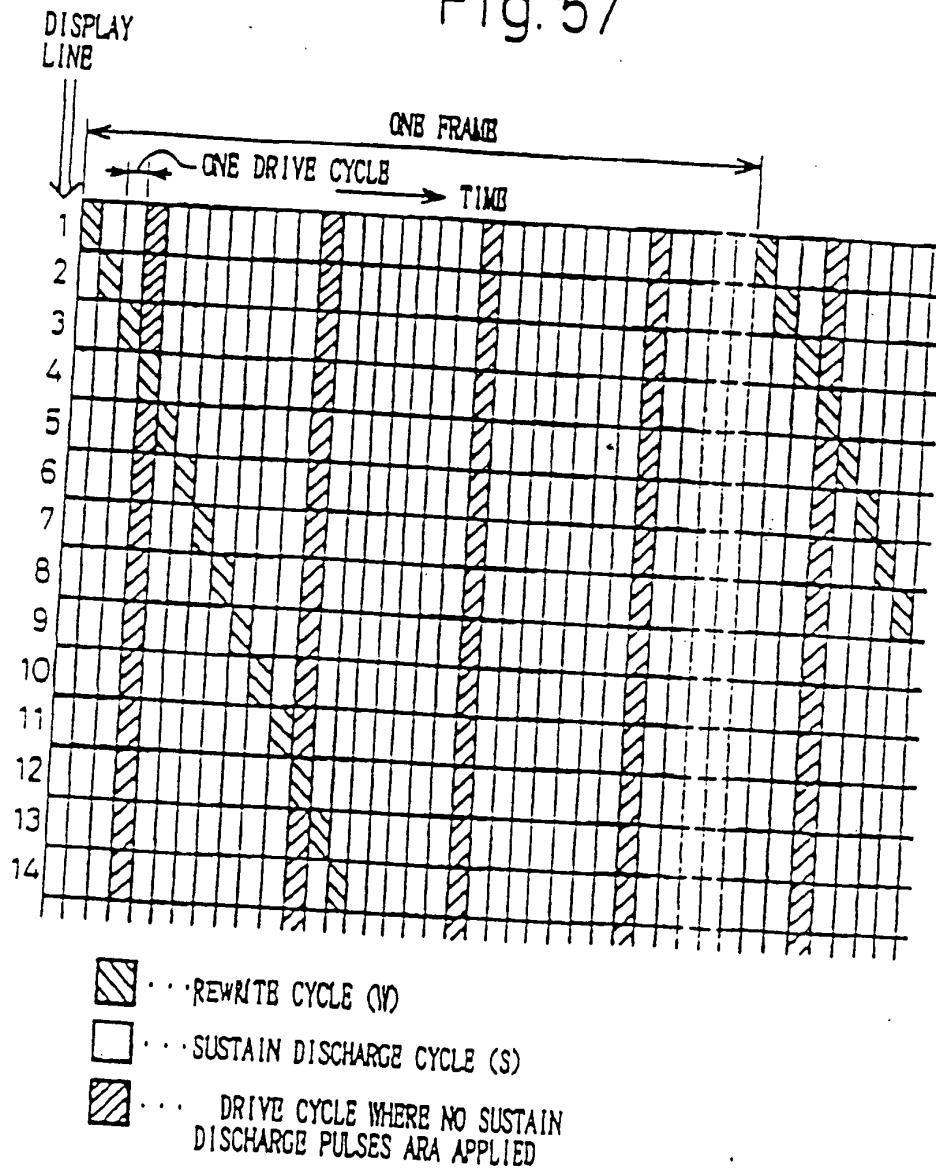 Fig. 57
DISPLAY
LINE
ONE FRAME
ONE DRIVE CYCLE
TIME
1
2
3
4
5
6
7
8
9
10
11
12
13
14
···REWRITE CYCLE (W)
···SUSTAIN DISCHARGE CYCLE (S)
··· DRIVE CYCLE WHERE NO SUSTAIN
DISCHARGE PULSES ARA APPLIED